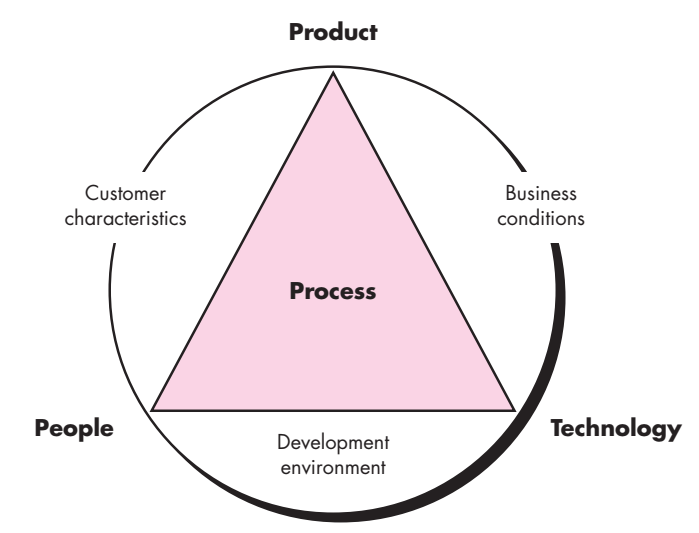 Product
Customer
characteristics
Business
conditions
Process
People
Technology
Development
environment